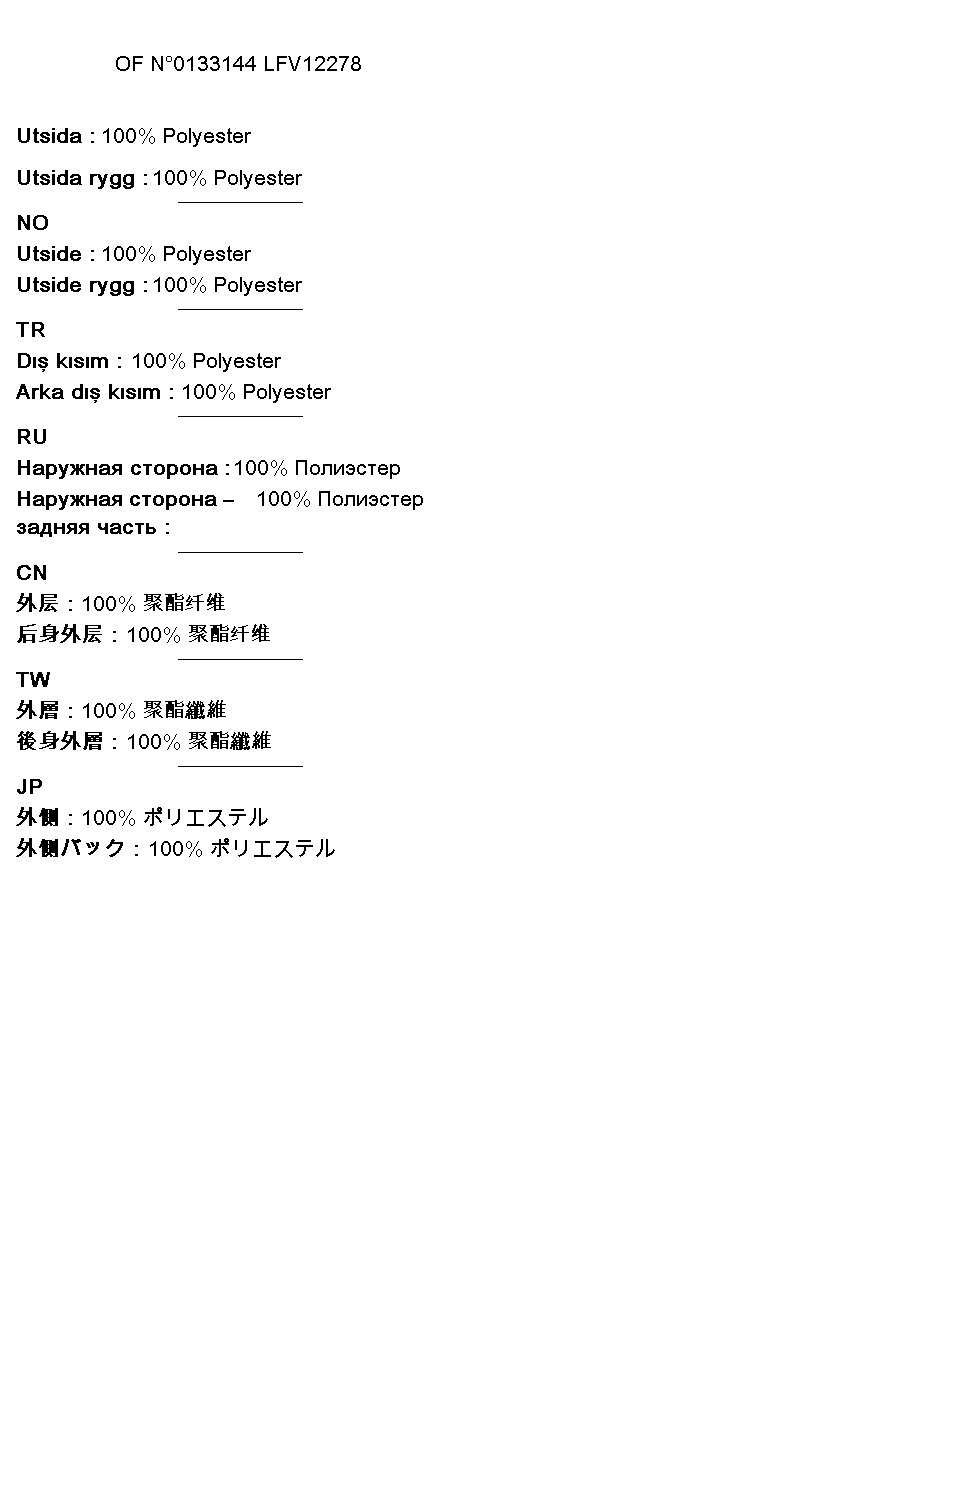 OF N°0133144 LFV12278
Utsida : 100% Polyester
Utsida rygg : 100% Polyester
NO
Utside : 100% Polyester
Utside rygg : 100% Polyester
TR
Dış kısım : 100% Polyester
Arka dış kısım : 100% Polyester
RU
Наружная сторона : 100% Полиэстер
Наружная сторона – 100% Полиэстер
задняя часть :
CN
外层 : 100% 聚酯纤维
后身外层 : 100% 聚酯纤维
TW
外層 : 100% 聚酯纖維
後身外層 : 100% 聚酯纖維
JP
外側 : 100% ポリエステル
外側バック : 100% ポリエステル